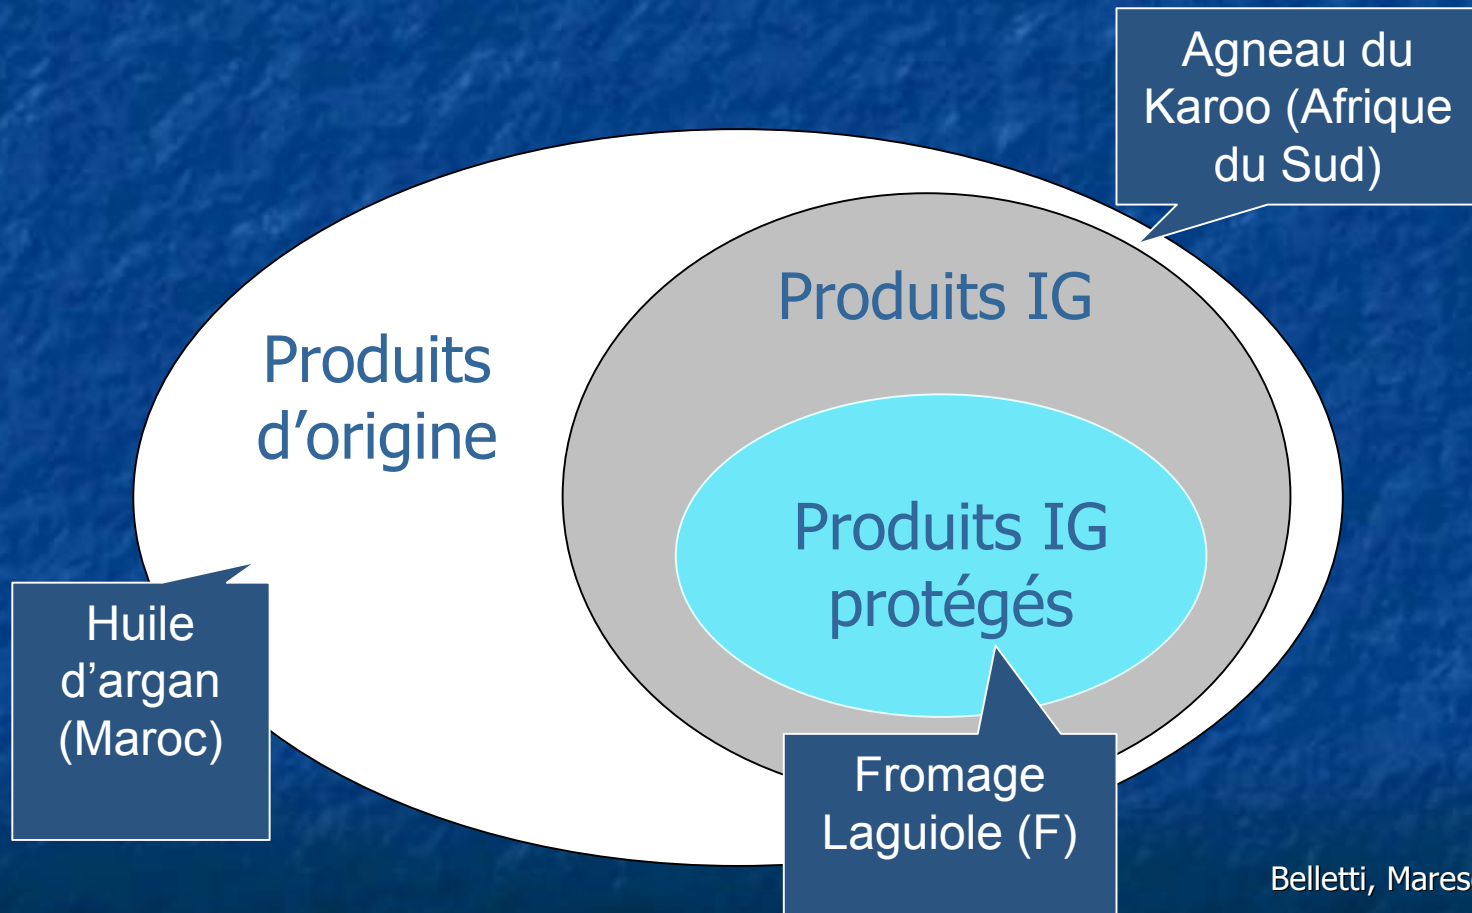 Agneau du
Karoo (Afrique
du Sud)
Produits IG
Produits
d’origine
Produits IG
protégés
Huile
d’argan
(Maroc)
Fromage
Laguiole (F)
Belletti,